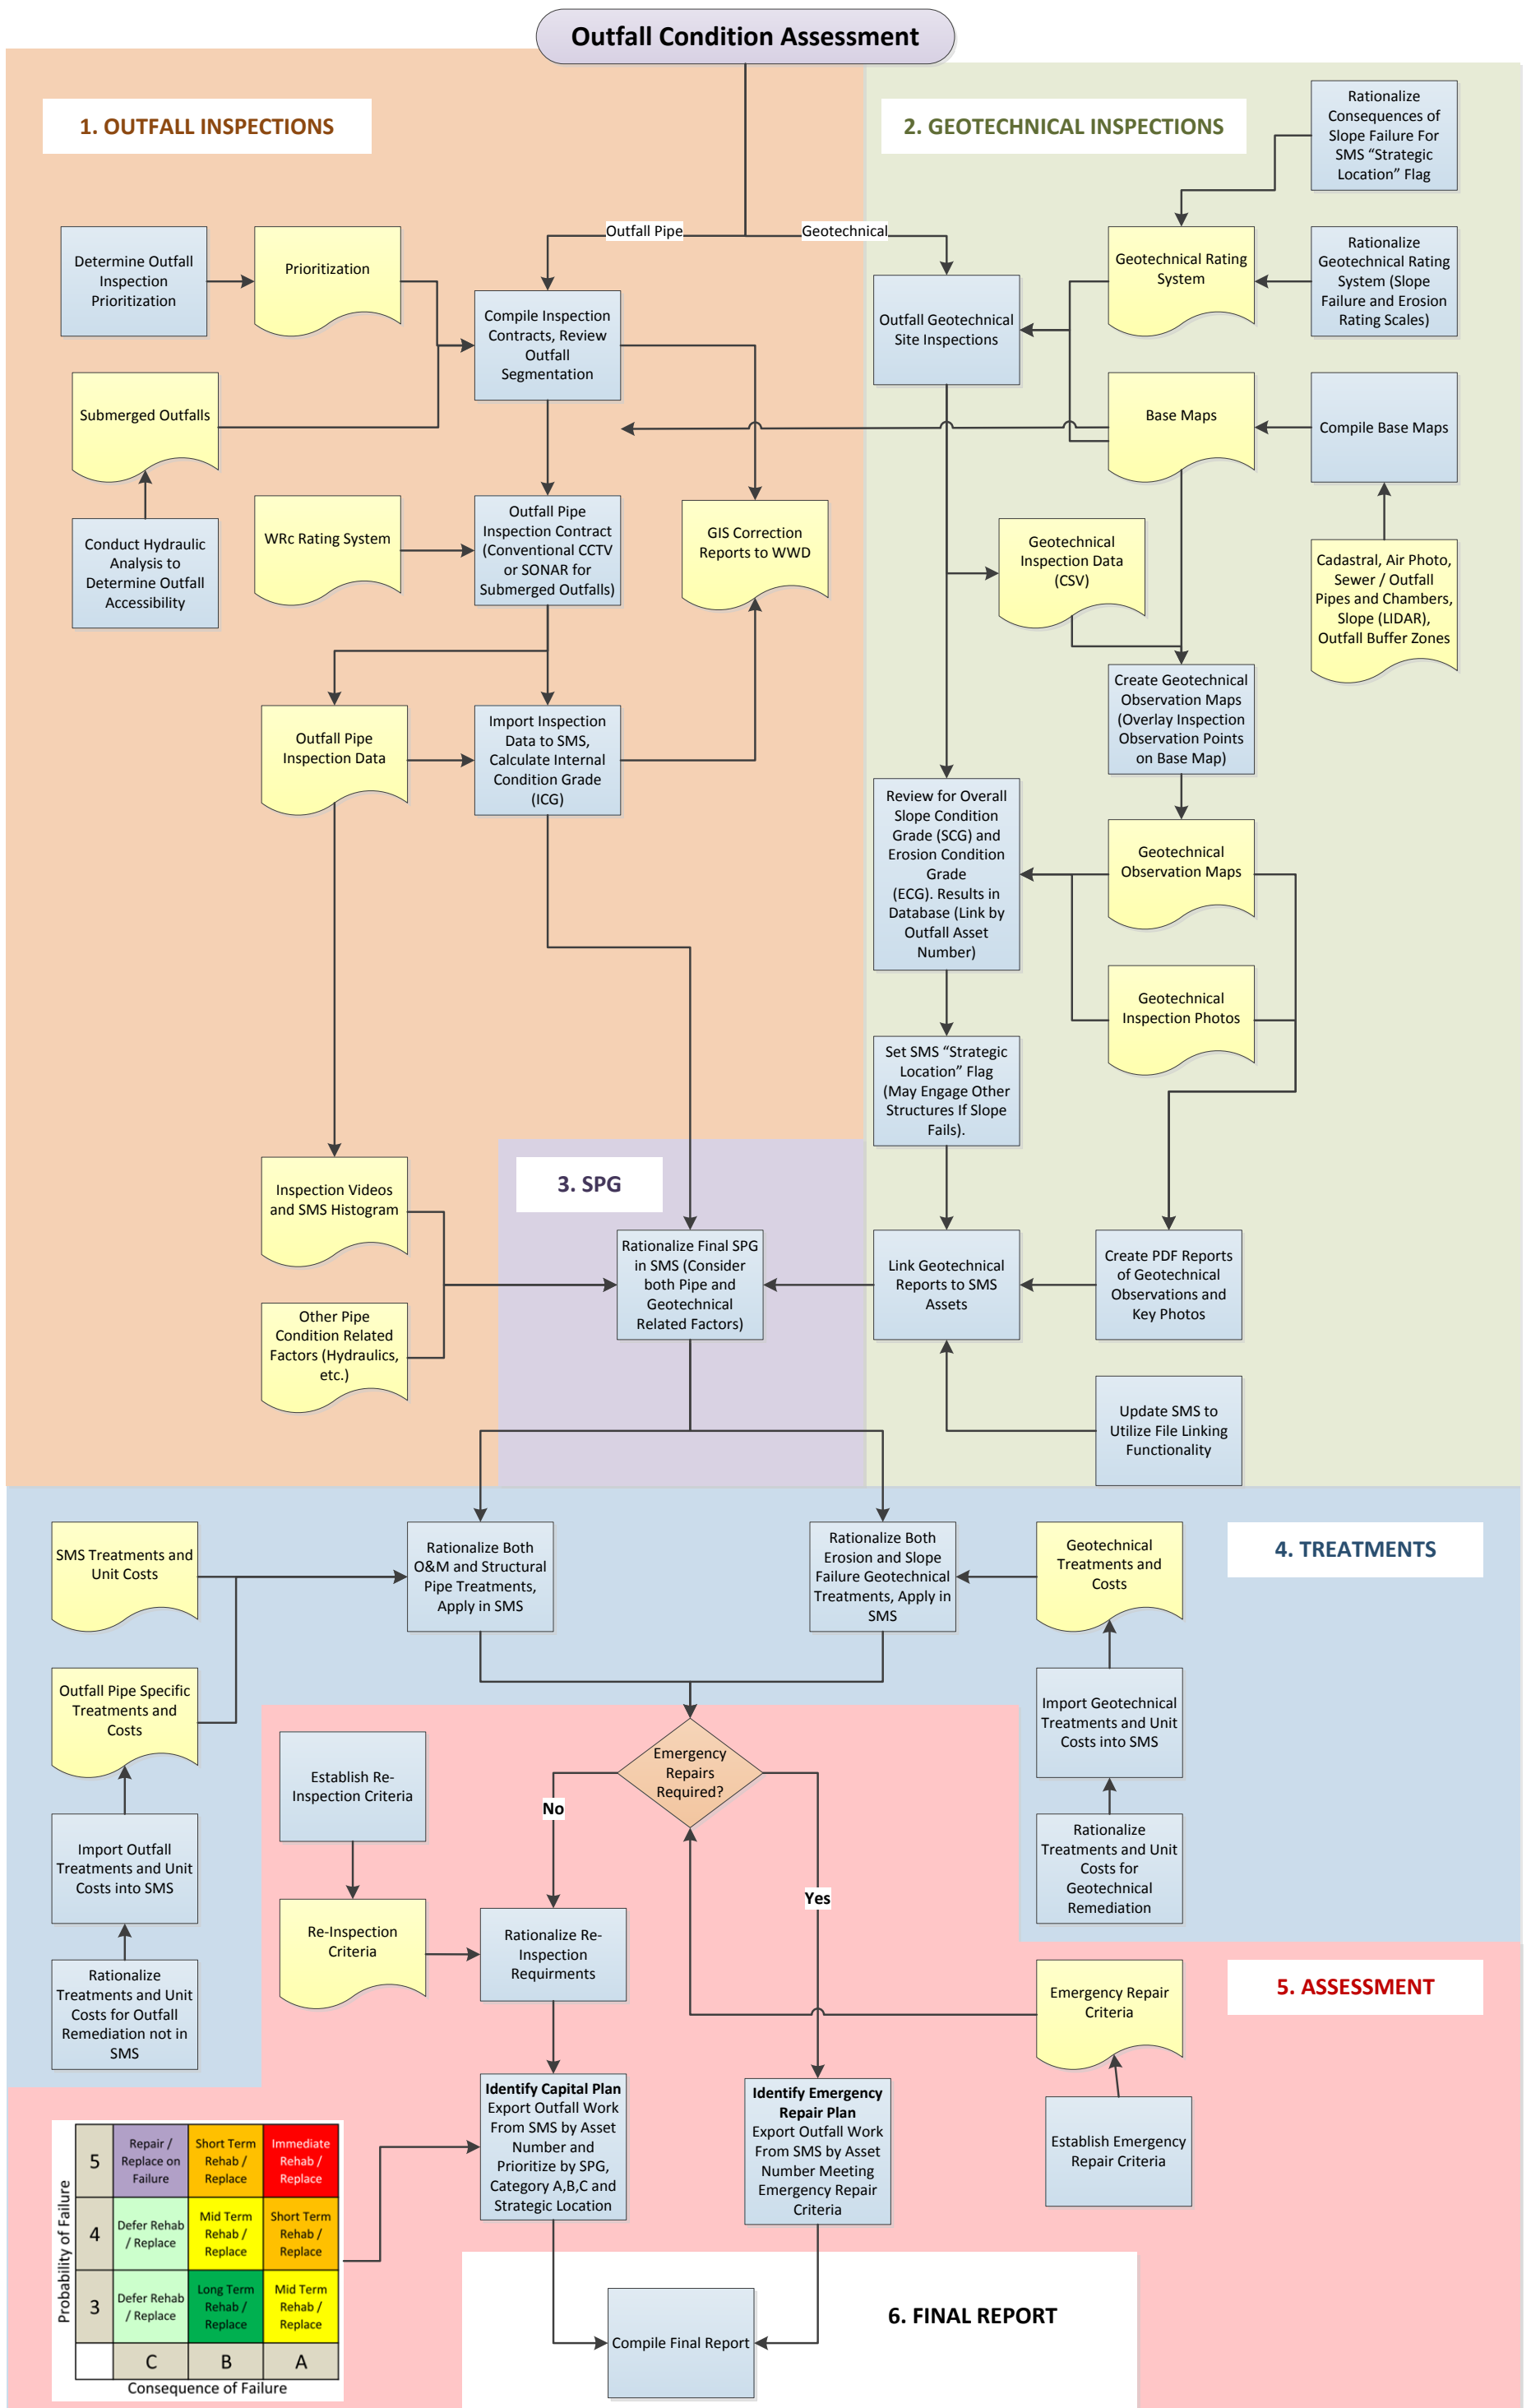 Outfall Condition Assessment
1. OUTFALL INSPECTIONS
2. GEOTECHNICAL INSPECTIONS
Rationalize
Consequences of
Slope Failure For
SMS “Strategic
Location” Flag
Outfall Pipe
Geotechnical
Determine Outfall
Inspection
Prioritization
Prioritization
Compile Inspection
Contracts, Review
Outfall
Segmentation
Outfall Geotechnical
Site Inspections
Geotechnical Rating
System
Rationalize
Geotechnical Rating
System (Slope
Failure and Erosion
Rating Scales)
Submerged Outfalls
Base Maps
Compile Base Maps
Conduct Hydraulic
Analysis to
Determine Outfall
Accessibility
WRc Rating System
Outfall Pipe
Inspection Contract
(Conventional CCTV
or SONAR for
Submerged Outfalls)
GIS Correction
Reports to WWD
Geotechnical
Inspection Data
(CSV)
Cadastral, Air Photo,
Sewer / Outfall
Pipes and Chambers,
Slope (LIDAR),
Outfall Buffer Zones
Create Geotechnical
Observation Maps
(Overlay Inspection
Observation Points
on Base Map)
Outfall Pipe
Inspection Data
Import Inspection
Data to SMS,
Calculate Internal
Condition Grade
(ICG)
Review for Overall
Slope Condition
Grade (SCG) and
Erosion Condition
Grade
(ECG). Results in
Database (Link by
Outfall Asset
Number)
Geotechnical
Observation Maps
Geotechnical
Inspection Photos
Set SMS “Strategic
Location” Flag
(May Engage Other
Structures If Slope
Fails).
3. SPG
Inspection Videos
and SMS Histogram
Rationalize Final SPG
in SMS (Consider
both Pipe and
Geotechnical
Related Factors)
Link Geotechnical
Reports to SMS
Assets
Create PDF Reports
of Geotechnical
Observations and
Key Photos
Other Pipe
Condition Related
Factors (Hydraulics,
etc.)
Update SMS to
Utilize File Linking
Functionality
4. TREATMENTS
SMS Treatments and
Unit Costs
Rationalize Both
O&M and Structural
Pipe Treatments,
Apply in SMS
Rationalize Both
Erosion and Slope
Failure Geotechnical
Treatments, Apply in
SMS
Geotechnical
Treatments and
Costs
Outfall Pipe Specific
Treatments and
Costs
Import Geotechnical
Treatments and Unit
Costs into SMS
Establish Re-
Inspection Criteria
Emergency
Repairs
Required?
No
Yes
Import Outfall
Treatments and Unit
Costs into SMS
Rationalize
Treatments and Unit
Costs for
Geotechnical
Remediation
Re-Inspection
Criteria
Rationalize Re-
Inspection
Requirments
Rationalize
Treatments and Unit
Costs for Outfall
Remediation not in
SMS
5. ASSESSMENT
Emergency Repair
Criteria
Identify Capital Plan
Export Outfall Work
From SMS by Asset
Number and
Prioritize by SPG,
Category A,B,C and
Strategic Location
Identify Emergency
Repair Plan
Export Outfall Work
From SMS by Asset
Number Meeting
Emergency Repair
Criteria
Establish Emergency
Repair Criteria
Probability of Failure
5
Repair /
Replace on
Failure
Short Term
Rehab /
Replace
Immediate
Rehab /
Replace
4
Defer Rehab
/ Replace
Mid Term
Rehab /
Replace
Short Term
Rehab /
Replace
3
Defer Rehab
/ Replace
Long Term
Rehab /
Replace
Mid Term
Rehab /
Replace
C
B
A
Consequence of Failure
6. FINAL REPORT
Compile Final Report